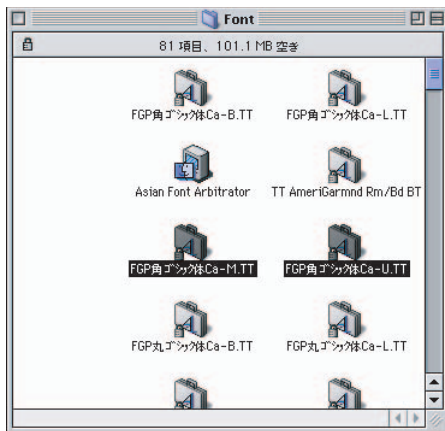 Font
81 項目、101.1 MB 空き
FGP角ゴシック体Ca-B.TT
FGP角ゴシック体Ca-L.TT
Asian Font Arbitrator
TT AmeriGarmnd Rm/Bd BT
FGP角ゴシック体Ca-M.TT
FGP角ゴシック体Ca-U.TT
FGP丸ゴシック体Ca-B.TT
FGP丸ゴシック体Ca-L.TT